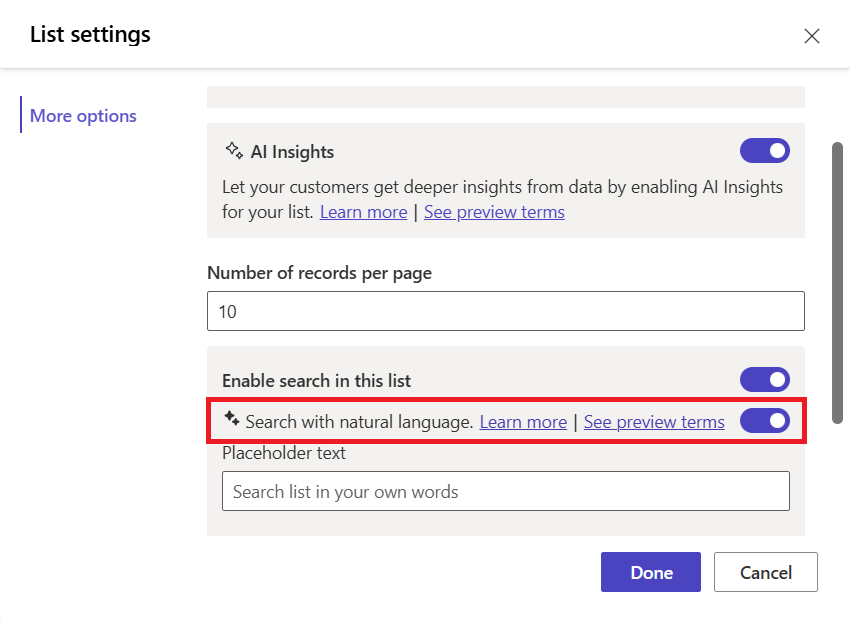 List settings
More options
AI Insights
Let your customers get deeper insights from data by enabling AI Insights
for your list. Learn more | See preview terms
Number of records per page
10
Enable search in this list
Search with natural language. Learn more | See preview terms
Placeholder text
Search list in your own words
Done
Cancel